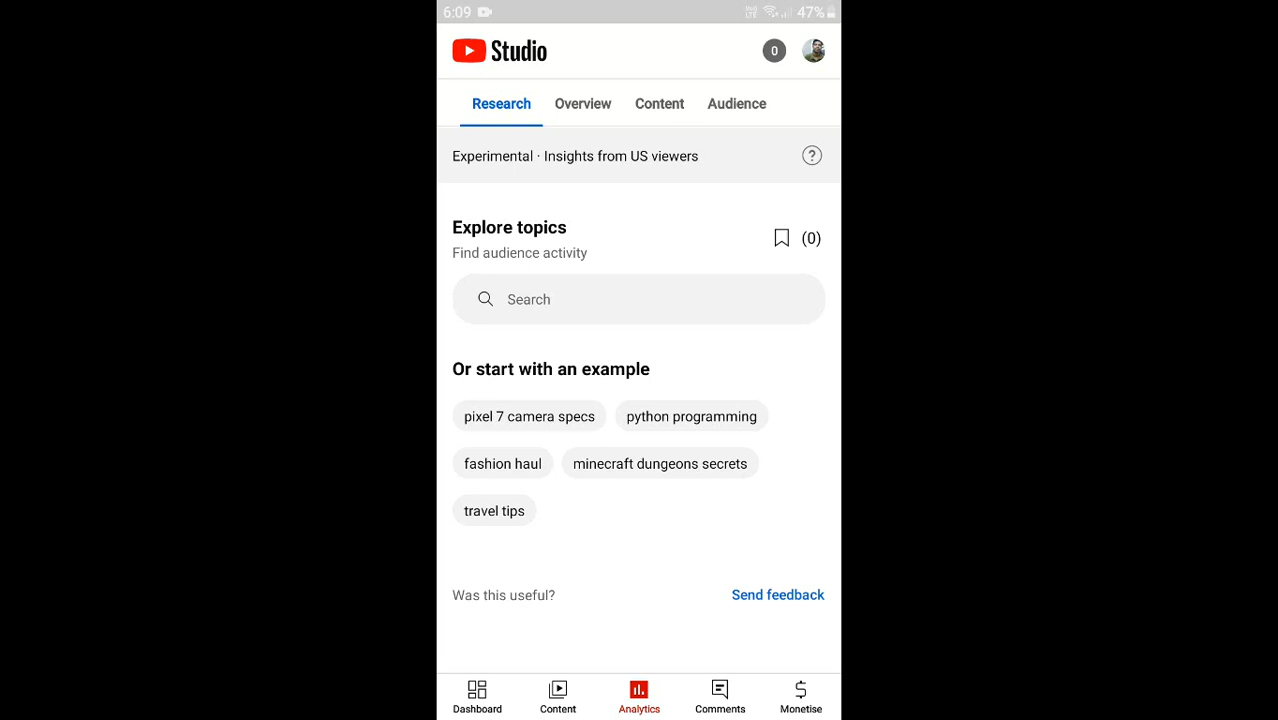 6:09 47%
Studio 0
Research Overview Content Audience
Experimental · Insights from US viewers ?
Explore topics
(0)
Find audience activity
Search
Or start with an example
pixel 7 camera specs python programming
fashion haul minecraft dungeons secrets
travel tips
Was this useful? Send feedback
Dashboard Content Analytics Comments Monetise